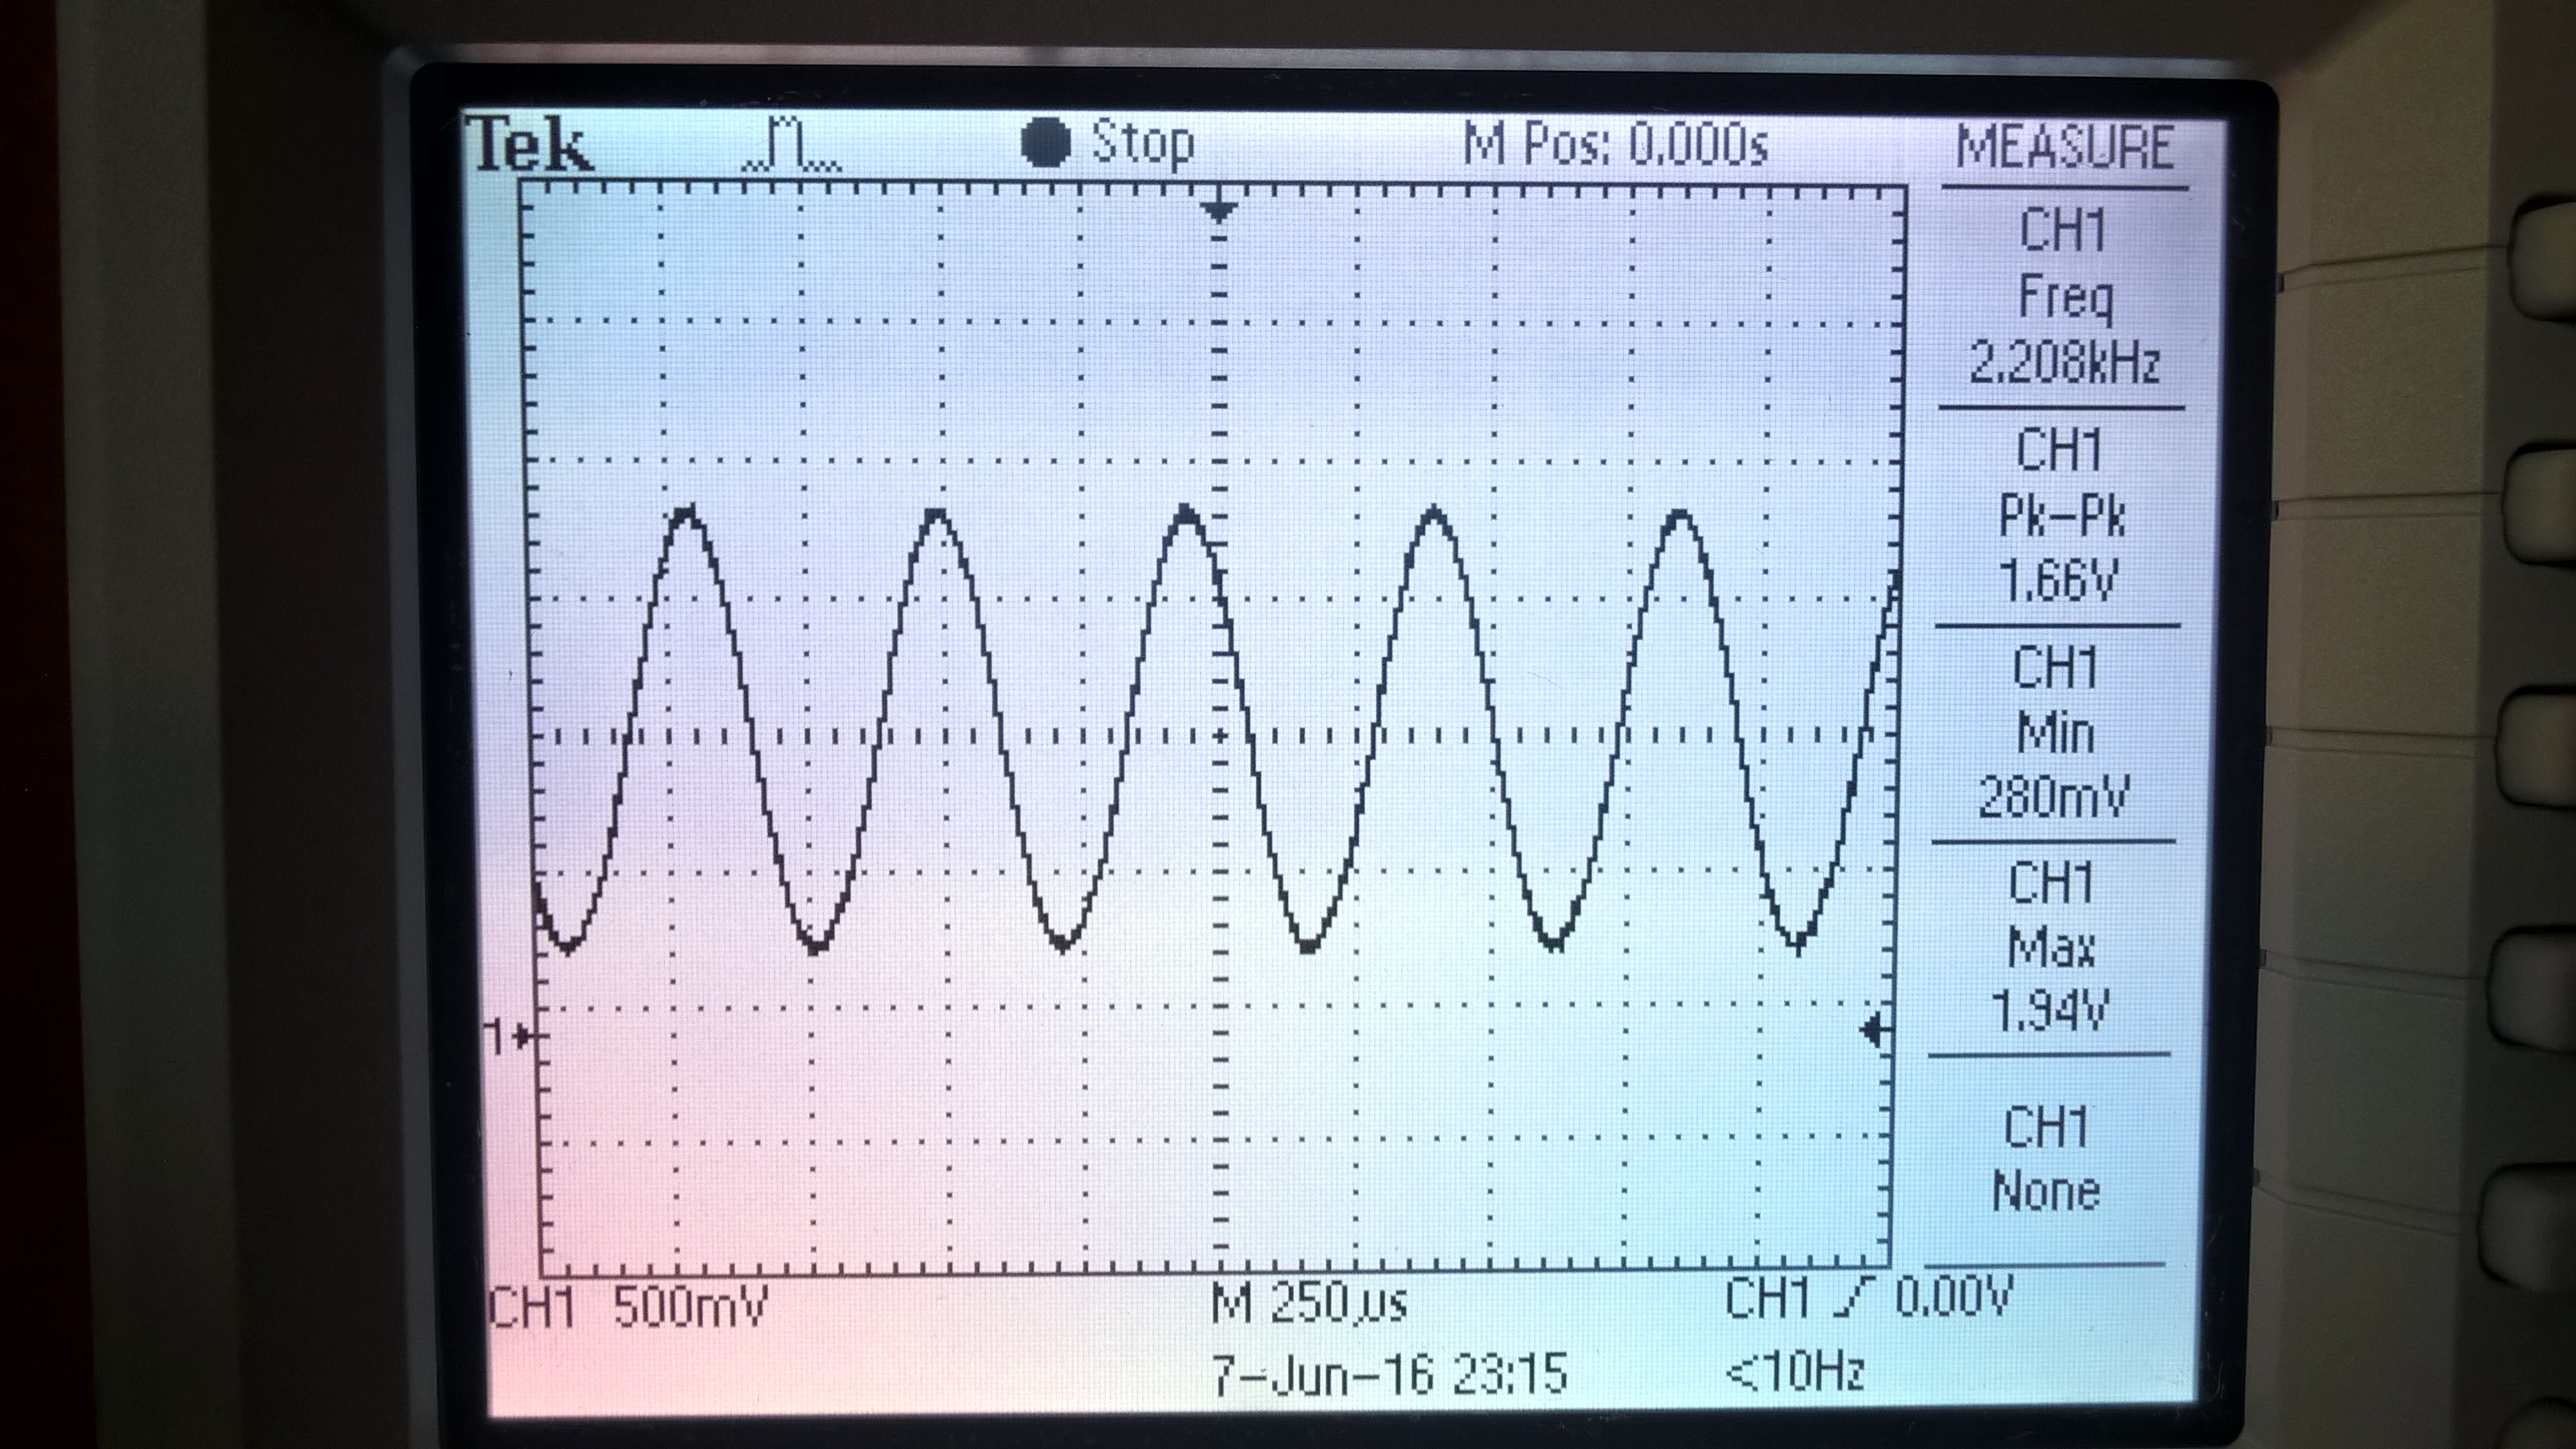 Tek Stop M Pos: 0.000s MEASURE
CH1
Freq
2.208kHz
CH1
Pk-Pk
1.66V
CH1
Min
280mV
CH1
Max
1.94V
CH1
None
1
CH1 500mV M 250µs CH1 0.00V
7-Jun-16 23:15 <10Hz